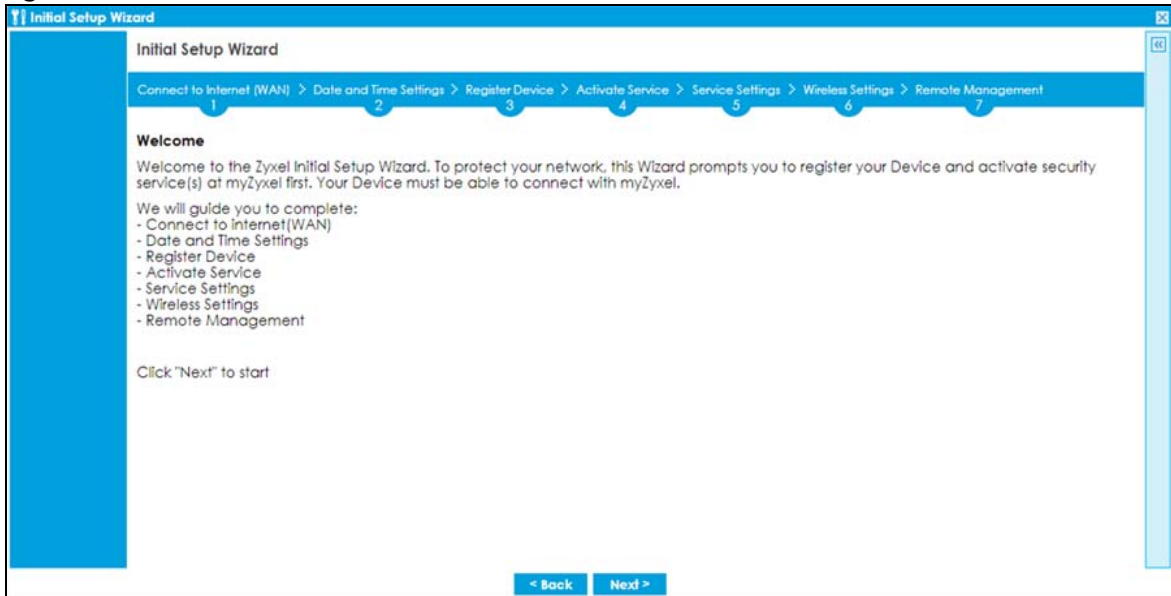 Initial Setup Wizard
Initial Setup Wizard
Connect to Internet (WAN) > Date and Time Settings > Register Device > Activate Service > Service Settings > Wireless Settings > Remote Management
1 2 3 4 5 6 7
Welcome
Welcome to the Zyxel Initial Setup Wizard. To protect your network, this Wizard prompts you to register your Device and activate security
service(s) at myZyxel first. Your Device must be able to connect with myZyxel.
We will guide you to complete:
- Connect to internet(WAN)
- Date and Time Settings
- Register Device
- Activate Service
- Service Settings
- Wireless Settings
- Remote Management
Click "Next" to start
< Back Next >